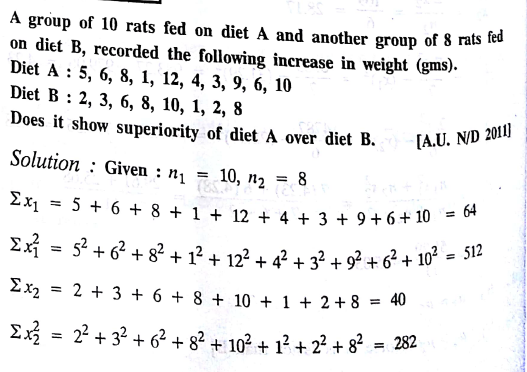 A group of 10 rats fed on diet A and another group of 8 rats fed
on diet B, recorded the following increase in weight (gms).
Diet A : 5, 6, 8, 1, 12, 4, 3, 9, 6, 10
Diet B : 2, 3, 6, 8, 10, 1, 2, 8
Does it show superiority of diet A over diet B. [A.U. N/D 2011]
Solution : Given : n₁ = 10, n₂ = 8
Σx₁ = 5 + 6 + 8 + 1 + 12 + 4 + 3 + 9 + 6 + 10 = 64
Σx₁² = 5² + 6² + 8² + 1² + 12² + 4² + 3² + 9² + 6² + 10² = 512
Σx₂ = 2 + 3 + 6 + 8 + 10 + 1 + 2 + 8 = 40
Σx₂² = 2² + 3² + 6² + 8² + 10² + 1² + 2² + 8² = 282